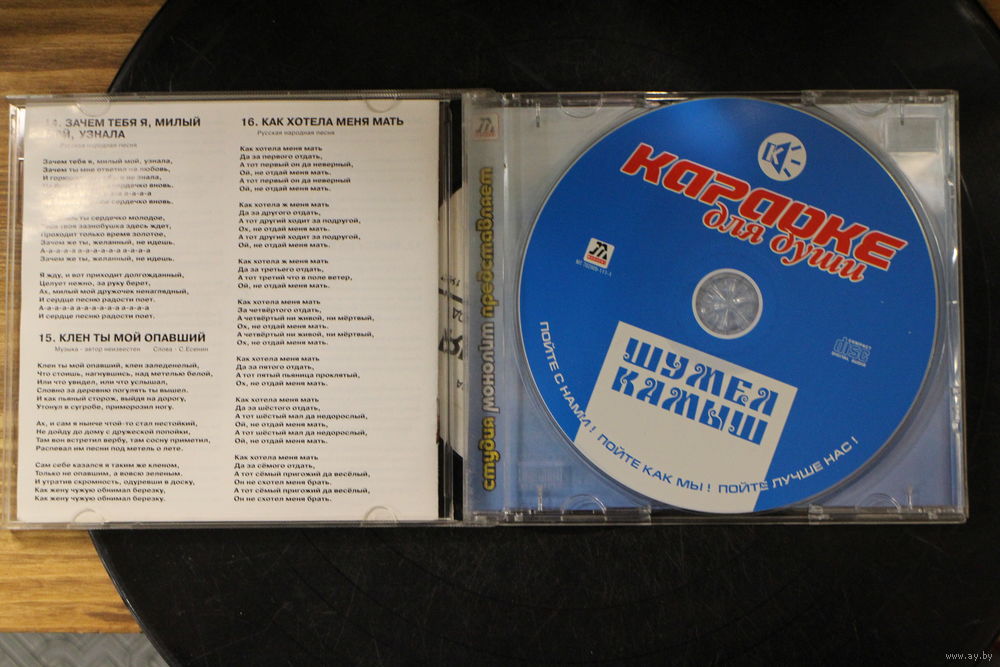 14. ЗАЧЕМ ТЕБЯ Я, МИЛЫЙ
МОЙ, УЗНАЛА
Русская народная песня
Зачем тебя я, милый мой, узнала,
Зачем ты мне ответил на любовь,
не знала,
сердечко вновь.
а-а-а-а
сердечко вновь.
ты сердечко молодое,
твоя зазнобушка здесь ждет,
Проходит только время золотое,
Зачем же ты, желанный, не идешь.
А-а-а-а-а-а-а-а-а-а-а-а
Зачем же ты, желанный, не идешь.
Я жду, и вот приходит долгожданный,
Целует нежно, за руку берет,
Ах, милый мой дружочек ненаглядный,
И сердце песню радости поет.
А-а-а-а-а-а-а-а-а-а-а-а
И сердце песню радости поет.
15. КЛЕН ТЫ МОЙ ОПАВШИЙ
Музыка - автор неизвестен Слова - С.Есенин
Клен ты мой опавший, клен заледенелый,
Что стоишь, нагнувшись, над метелью белой,
Или что увидел, или что услышал,
Словно за деревню погулять ты вышел.
И как пьяный сторож, выйдя на дорогу,
Утонул в сугробе, приморозил ногу.
Ах, и сам я нынче чтой-то стал нестойкий,
Не дойду до дому с дружеской попойки,
Там вон встретил вербу, там сосну приметил,
Распевал им песни под метель о лете.
Сам себе казался я таким же кленом,
Только не опавшим, а вовсю зеленым.
И утратив скромность, одуревши в доску,
Как жену чужую обнимал березку,
Как жену чужую обнимал березку.
16. КАК ХОТЕЛА МЕНЯ МАТЬ
Русская народная песня
Как хотела меня мать
Да за первого отдать,
А тот первый он да неверный,
Ой, не отдай меня мать.
А тот первый он да неверный
Ой, не отдай меня мать.
Как хотела ж меня мать
Да за другого отдать,
А тот другий ходит за подругой,
Ох, не отдай меня мать.
А тот другий ходит за подругой,
Ой, не отдай меня мать.
Как хотела ж меня мать
Да за третьего отдать,
А тот третий что в поле ветер,
Ой, не отдай меня мать.
Как хотела меня мать
За четвёртого отдать,
А четвёртый ни живой, ни мёртвый,
Ох, не отдай меня мать.
А четвёртый ни живой, ни мёртвый,
Ох, не отдай меня мать.
Как хотела меня мать
Да за пятого отдать,
А тот пятый пьяница проклятый,
Ох, не отдай меня мать.
Как хотела меня мать
Да за шёстого отдать,
А тот шёстый мал да недорослый,
Ой, не отдай меня мать,
А тот шёстый мал да недорослый,
Ой, не отдай меня мать.
Как хотела меня мать
Да за сёмого отдать,
А тот сёмый пригожий да весёлый,
Он не схотел меня брать.
А тот сёмый пригожий да весёлый,
Он не схотел меня брать.
студия монолит представляет
К
КАРАОКЕ
для души
COMPACT
disc
DIGITAL AUDIO
ШУМЕЛ
КАМЫШ
ПОЙТЕ С НАМИ! ПОЙТЕ КАК МЫ! ПОЙТЕ ЛУЧШЕ НАС!
www.ay.by